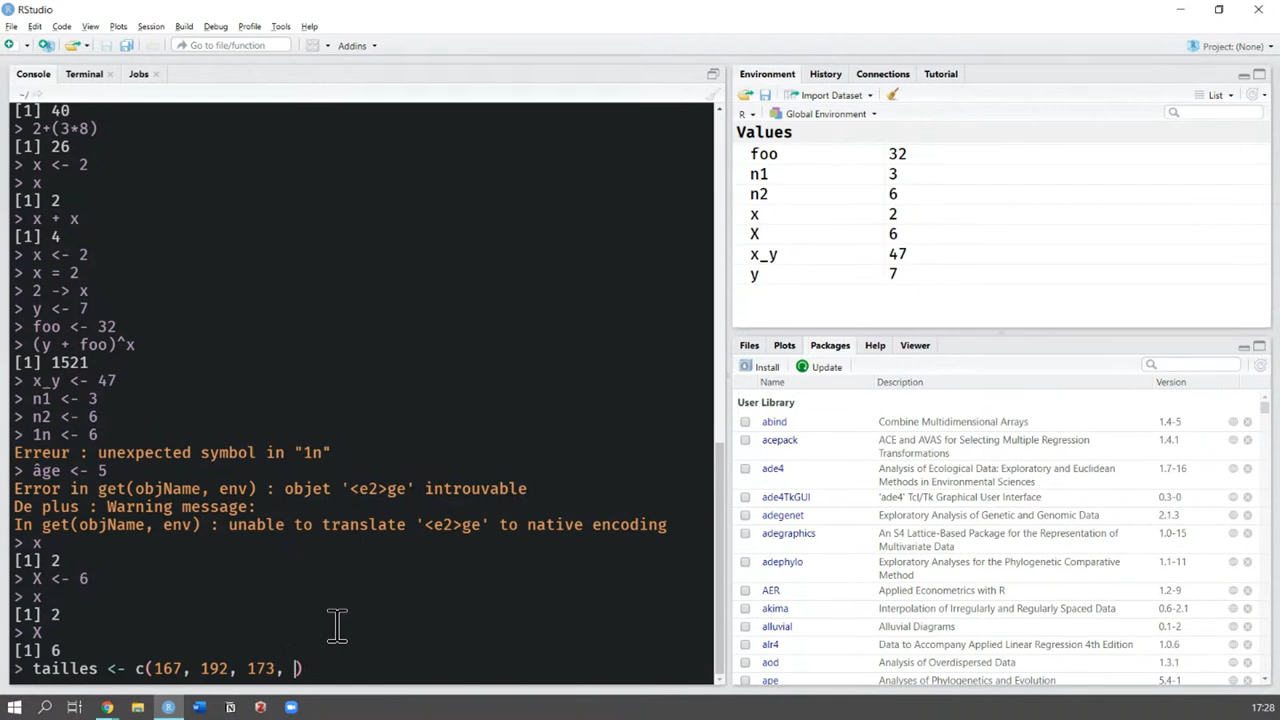 RStudio
File Edit Code View Plots Session Build Debug Profile Tools Help
Go to file/function Addins Project: (None)
Console Terminal Jobs
~/
[1] 40
> 2+(3*8)
[1] 26
> x <- 2
> x
[1] 2
> x + x
[1] 4
> x <- 2
> x = 2
> 2 -> x
> y <- 7
> foo <- 32
> (y + foo)^x
[1] 1521
> x_y <- 47
> n1 <- 3
> n2 <- 6
> 1n <- 6
Erreur : unexpected symbol in "1n"
> âge <- 5
Error in get(objName, env) : objet '<e2>ge' introuvable
De plus : Warning message:
In get(objName, env) : unable to translate '<e2>ge' to native encoding
> x
[1] 2
> X <- 6
> x
[1] 2
> X
[1] 6
> tailles <- c(167, 192, 173, )
Environment History Connections Tutorial
Import Dataset List
R Global Environment
Values
foo 32
n1 3
n2 6
x 2
X 6
x_y 47
y 7
Files Plots Packages Help Viewer
Install Update
Name Description Version
User Library
abind Combine Multidimensional Arrays 1.4-5
acepack ACE and AVAS for Selecting Multiple Regression Transformations 1.4.1
ade4 Analysis of Ecological Data: Exploratory and Euclidean Methods in Environmental Sciences 1.7-16
ade4TkGUI 'ade4' Tcl/Tk Graphical User Interface 0.3-0
adegenet Exploratory Analysis of Genetic and Genomic Data 2.1.3
adegraphics An S4 Lattice-Based Package for the Representation of Multivariate Data 1.0-15
adephylo Exploratory Analyses for the Phylogenetic Comparative Method 1.1-11
AER Applied Econometrics with R 1.2-9
akima Interpolation of Irregularly and Regularly Spaced Data 0.6-2.1
alluvial Alluvial Diagrams 0.1-2
alr4 Data to Accompany Applied Linear Regression 4th Edition 1.0.6
aod Analysis of Overdispersed Data 1.3.1
ape Analyses of Phylogenetics and Evolution 5.4-1
17:28